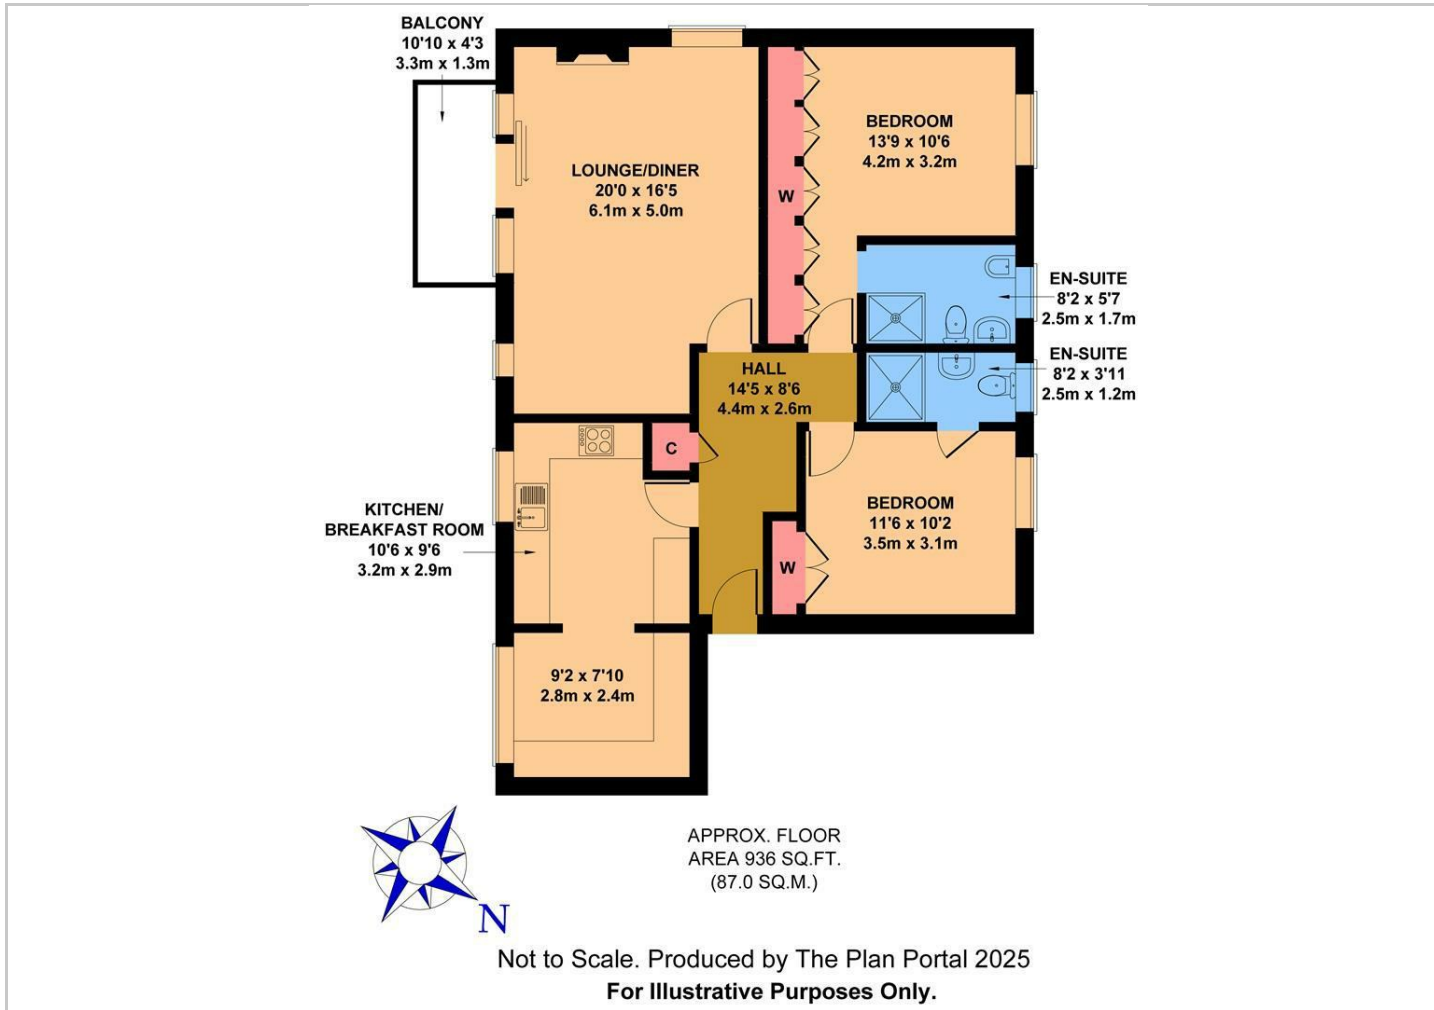 BALCONY
10'10 x 4'3
3.3m x 1.3m
LOUNGE/DINER
20'0 x 16'5
6.1m x 5.0m
W
BEDROOM
13'9 x 10'6
4.2m x 3.2m
EN-SUITE
8'2 x 5'7
2.5m x 1.7m
EN-SUITE
8'2 x 3'11
2.5m x 1.2m
HALL
14'5 x 8'6
4.4m x 2.6m
C
KITCHEN/
BREAKFAST ROOM
10'6 x 9'6
3.2m x 2.9m
W
BEDROOM
11'6 x 10'2
3.5m x 3.1m
9'2 x 7'10
2.8m x 2.4m
N
APPROX. FLOOR
AREA 936 SQ.FT.
(87.0 SQ.M.)
Not to Scale. Produced by The Plan Portal 2025
For Illustrative Purposes Only.